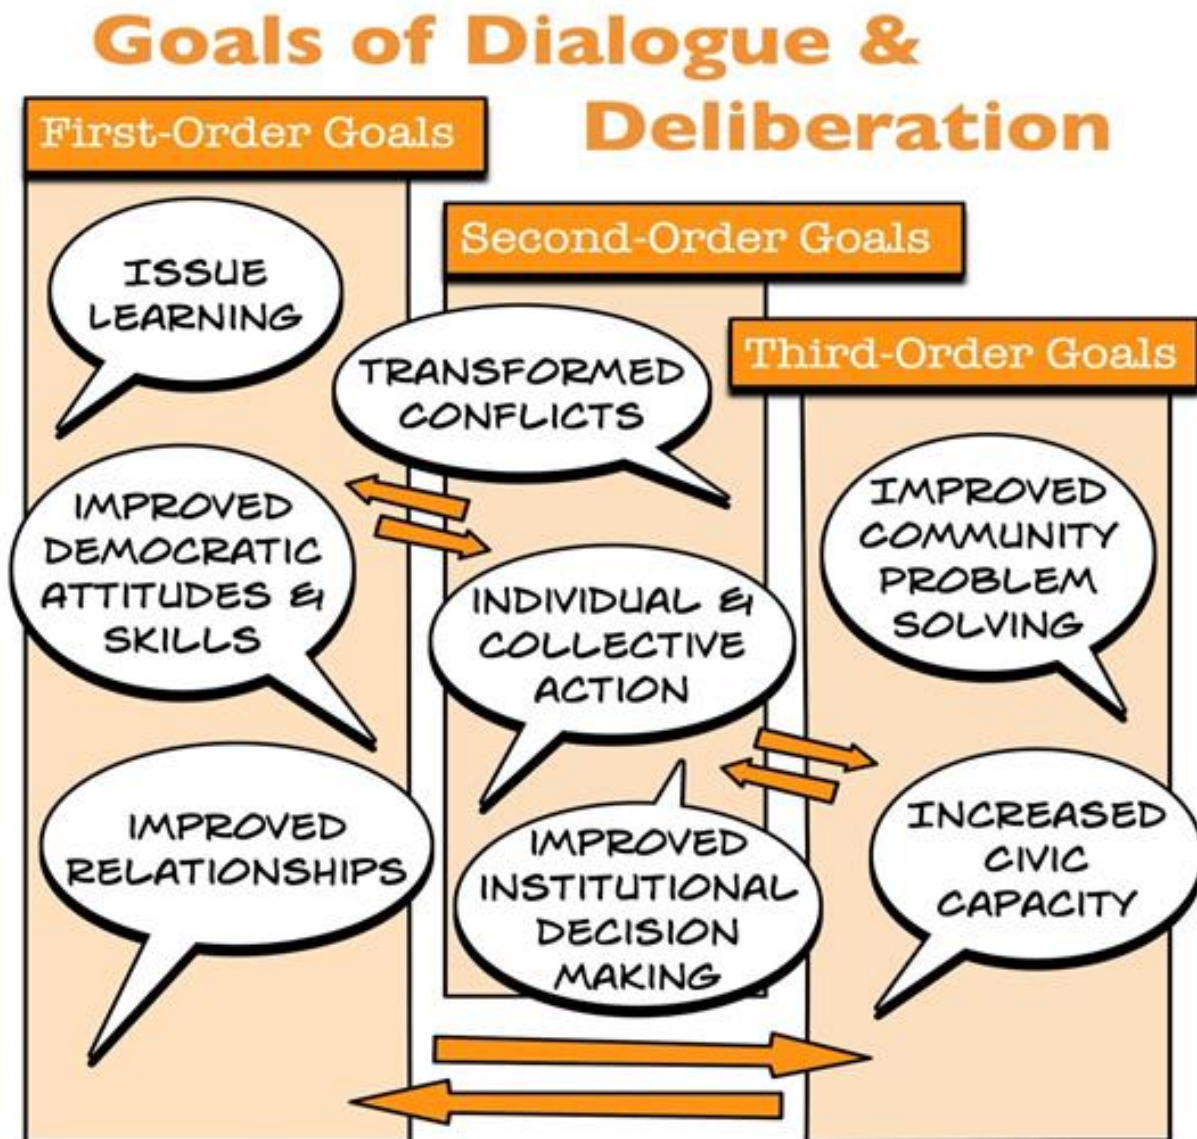 Goals of Dialogue &
Deliberation
First-Order Goals
ISSUE
LEARNING
IMPROVED
DEMOCRATIC
ATTITUDES &
SKILLS
IMPROVED
RELATIONSHIPS
Second-Order Goals
TRANSFORMED
CONFLICTS
INDIVIDUAL &
COLLECTIVE
ACTION
IMPROVED
INSTITUTIONAL
DECISION
MAKING
Third-Order Goals
IMPROVED
COMMUNITY
PROBLEM
SOLVING
INCREASED
CIVIC
CAPACITY